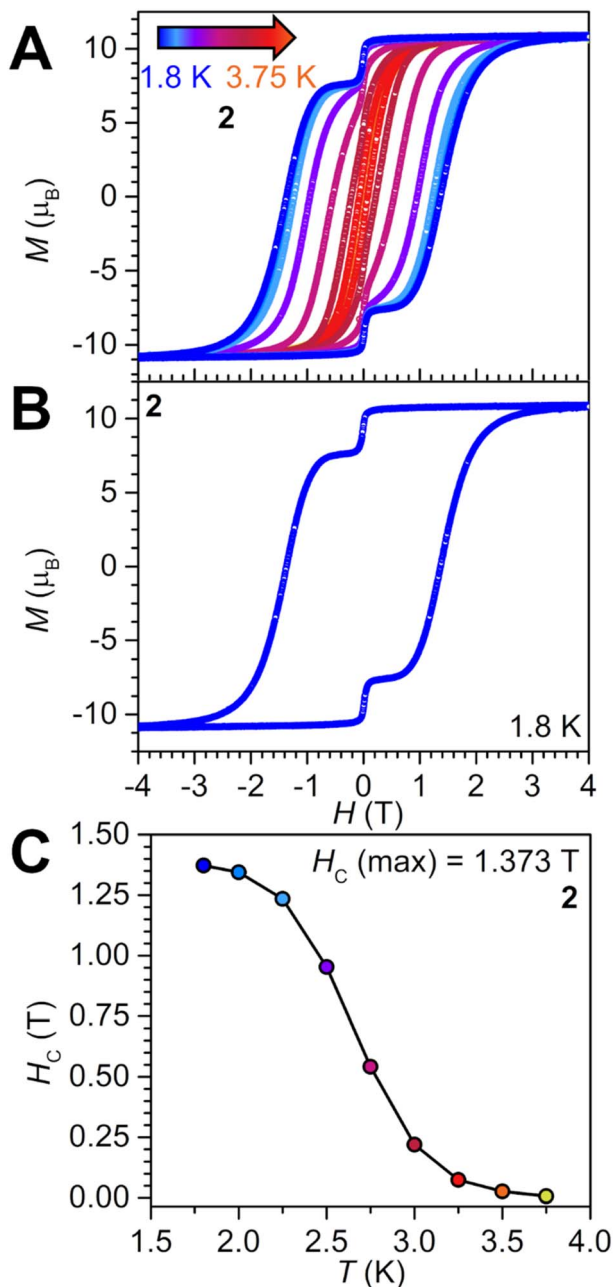 A
1.8 K 3.75 K
2
M (μB)
10
5
0
-5
-10
B
2
M (μB)
10
5
0
-5
-10
1.8 K
-4 -3 -2 -1 0 1 2 3 4
H (T)
C
HC (max) = 1.373 T
2
HC (T)
1.50
1.25
1.00
0.75
0.50
0.25
0.00
1.5 2.0 2.5 3.0 3.5 4.0
T (K)